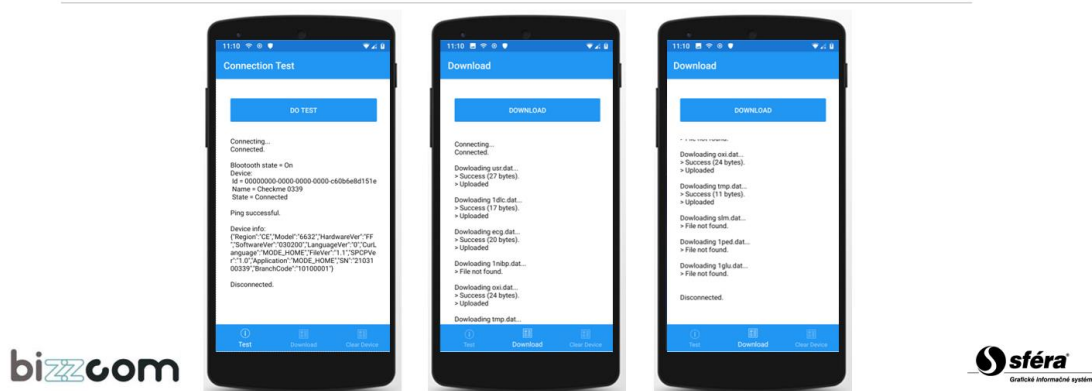 11:10
Connection Test
DO TEST
Connecting...
Connected.
Blootooth state = On
Device:
Id = 00000000-0000-0000-0000-c60b6e8d151e
Name = Checkme 0339
State = Connected
Ping successful.
Device info:
{"Region":"CE","Model":"6632","HardwareVer":"FF
","SoftwareVer":"030200","LanguageVer":"0","CurL
anguage":"MODE_HOME","FileVer":"1.1","SPCPVe
r":"1.0","Application":"MODE_HOME","SN":"21031
00339","BranchCode":"10100001"}
Disconnected.
Test Download Clear Device
11:10
Download
DOWNLOAD
Connecting...
Connected.
Dowloading usr.dat...
> Success (27 bytes).
> Uploaded
Dowloading 1dlc.dat...
> Success (17 bytes).
> Uploaded
Dowloading ecg.dat...
> Success (20 bytes).
> Uploaded
Dowloading 1nibp.dat...
> File not found.
Dowloading oxi.dat...
> Success (24 bytes).
> Uploaded
Dowloading tmp.dat...
Test Download Clear Device
11:10
Download
DOWNLOAD
> File not found.
Dowloading oxi.dat...
> Success (24 bytes).
> Uploaded
Dowloading tmp.dat...
> Success (11 bytes).
> Uploaded
Dowloading slm.dat...
> File not found.
Dowloading 1ped.dat...
> File not found.
Dowloading 1glu.dat...
> File not found.
Disconnected.
Test Download Clear Device
bizzcom
sféra
Grafické informačné systémy